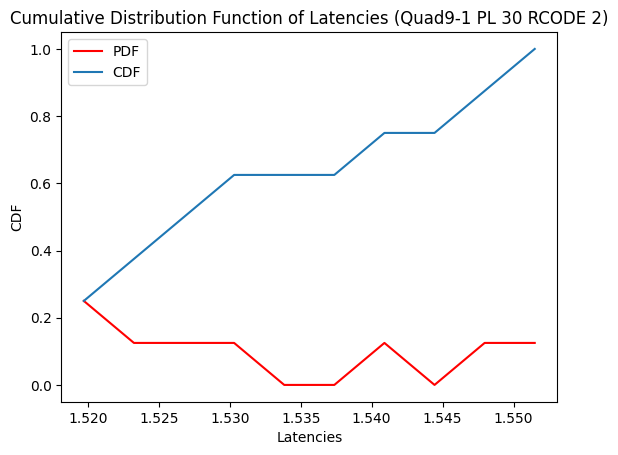 Cumulative Distribution Function of Latencies (Quad9-1 PL 30 RCODE 2)
PDF
CDF
1.0
0.8
0.6
0.4
0.2
0.0
CDF
1.520
1.525
1.530
1.535
1.540
1.545
1.550
Latencies